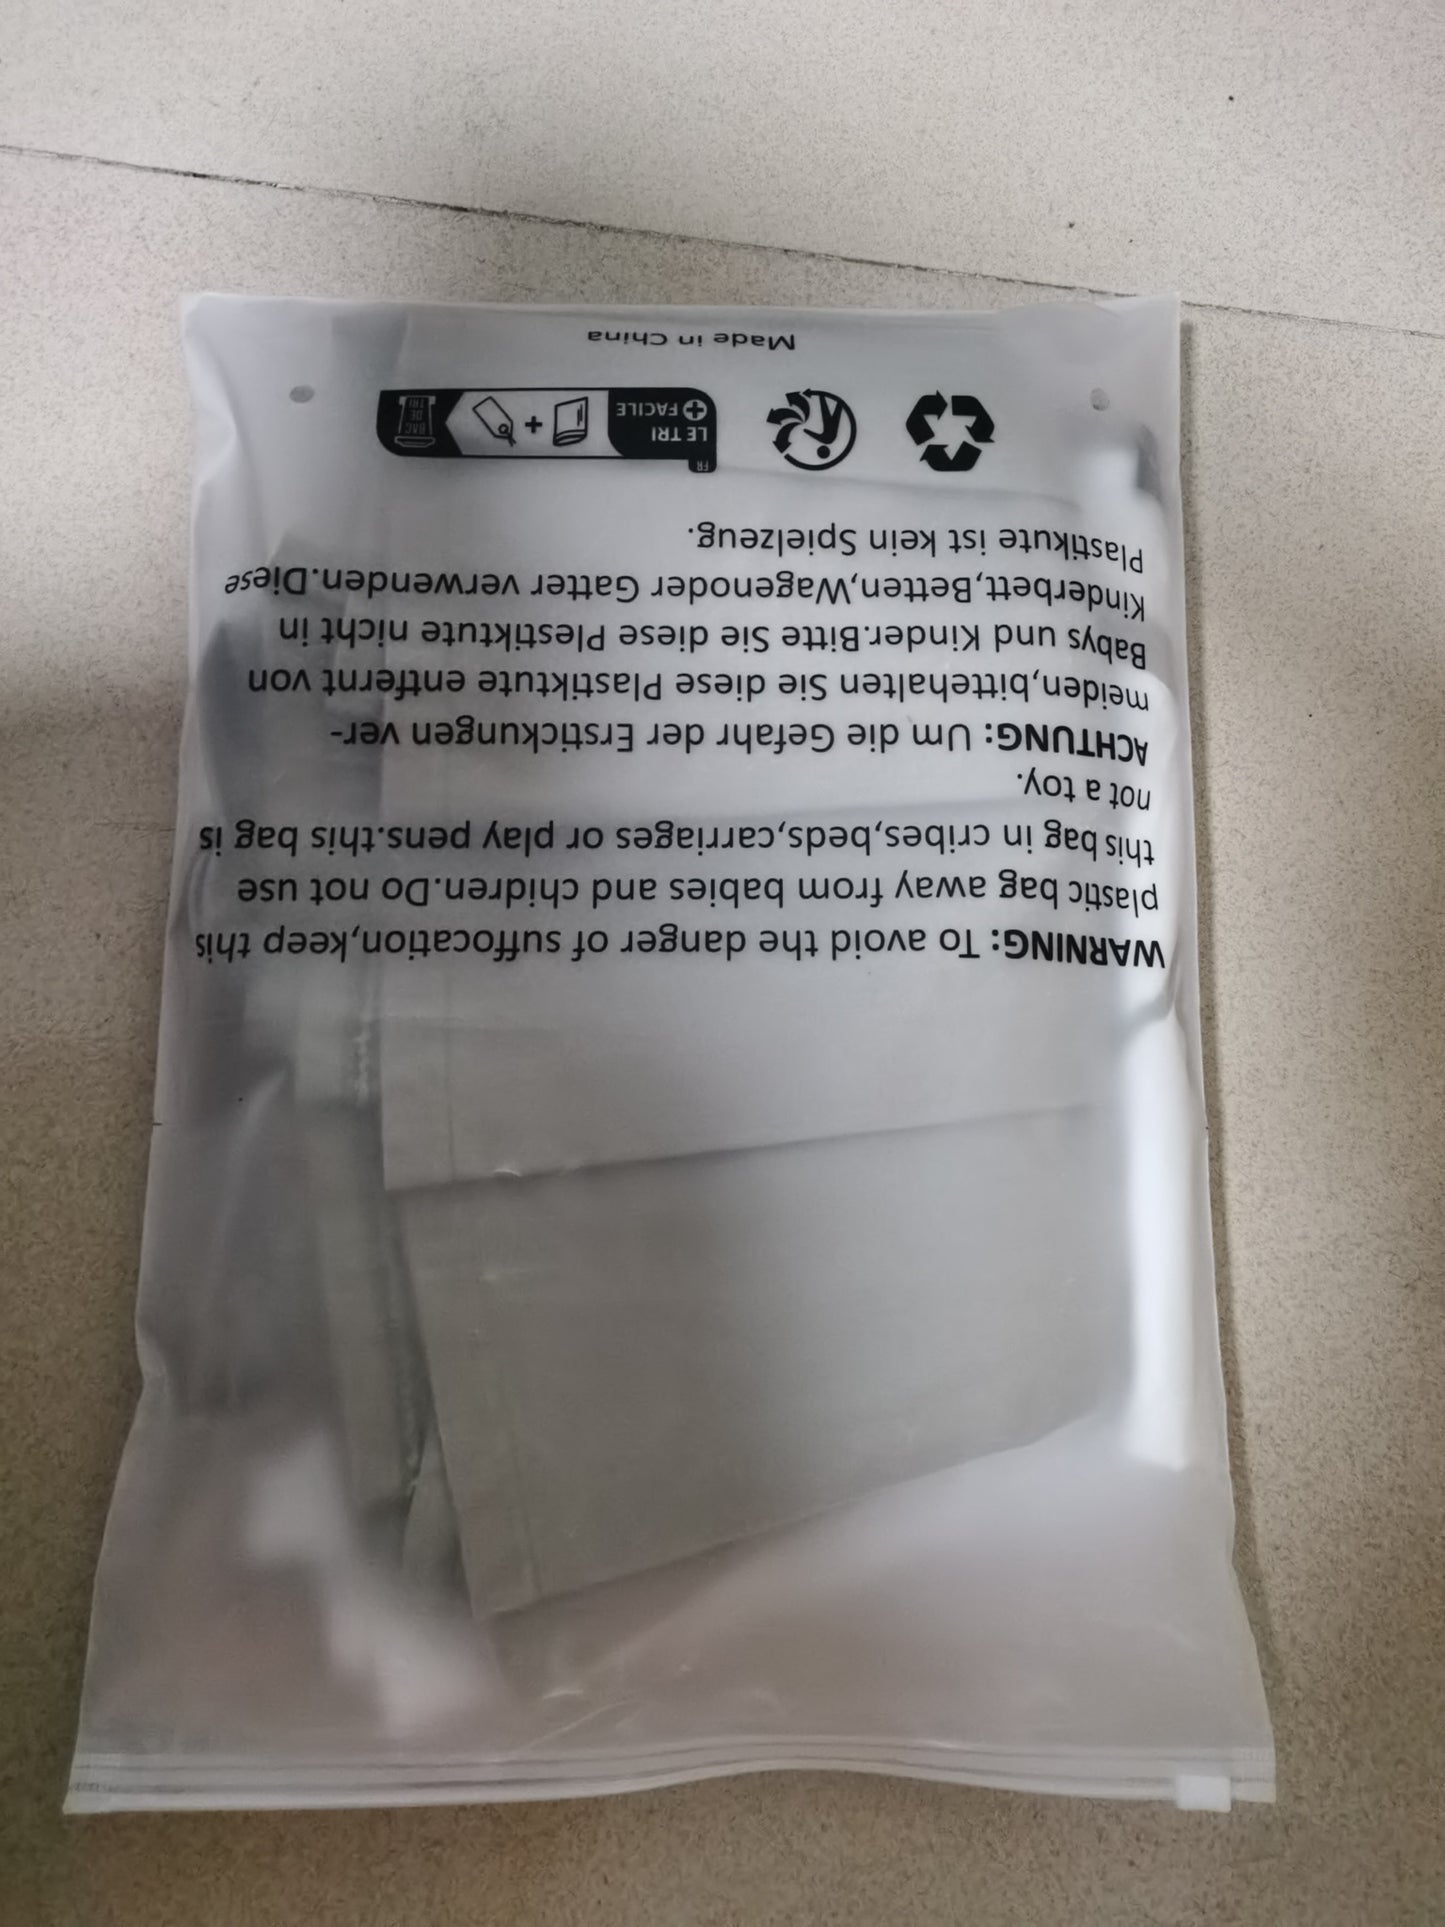 WARNING: To avoid the danger of suffocation,keep this
plastic bag away from babies and chidren.Do not use
this bag in cribes,beds,carriages or play pens.this bag is
not a toy.
ACHTUNG: Um die Gefahr der Erstickungen ver-
meiden,bittehalten Sie diese Plastiktute entfernt von
Babys und Kinder.Bitte Sie diese Plestiktute nicht in
Kinderbett,Betten,Wagenoder Gatter verwenden.Diese
Plastikute ist kein Spielzeug.
FR
LE TRI
+ FACILE
+
BAC
DE
TRI
Made in China